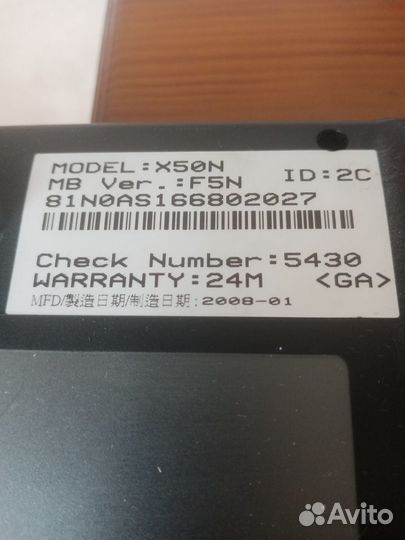 MODEL:X50N ID:2C
MB Ver.:F5N
81N0AS166802027
Check Number:5430
WARRANTY:24M <GA>
MFD/製造日期/制造日期:2008-01
Avito